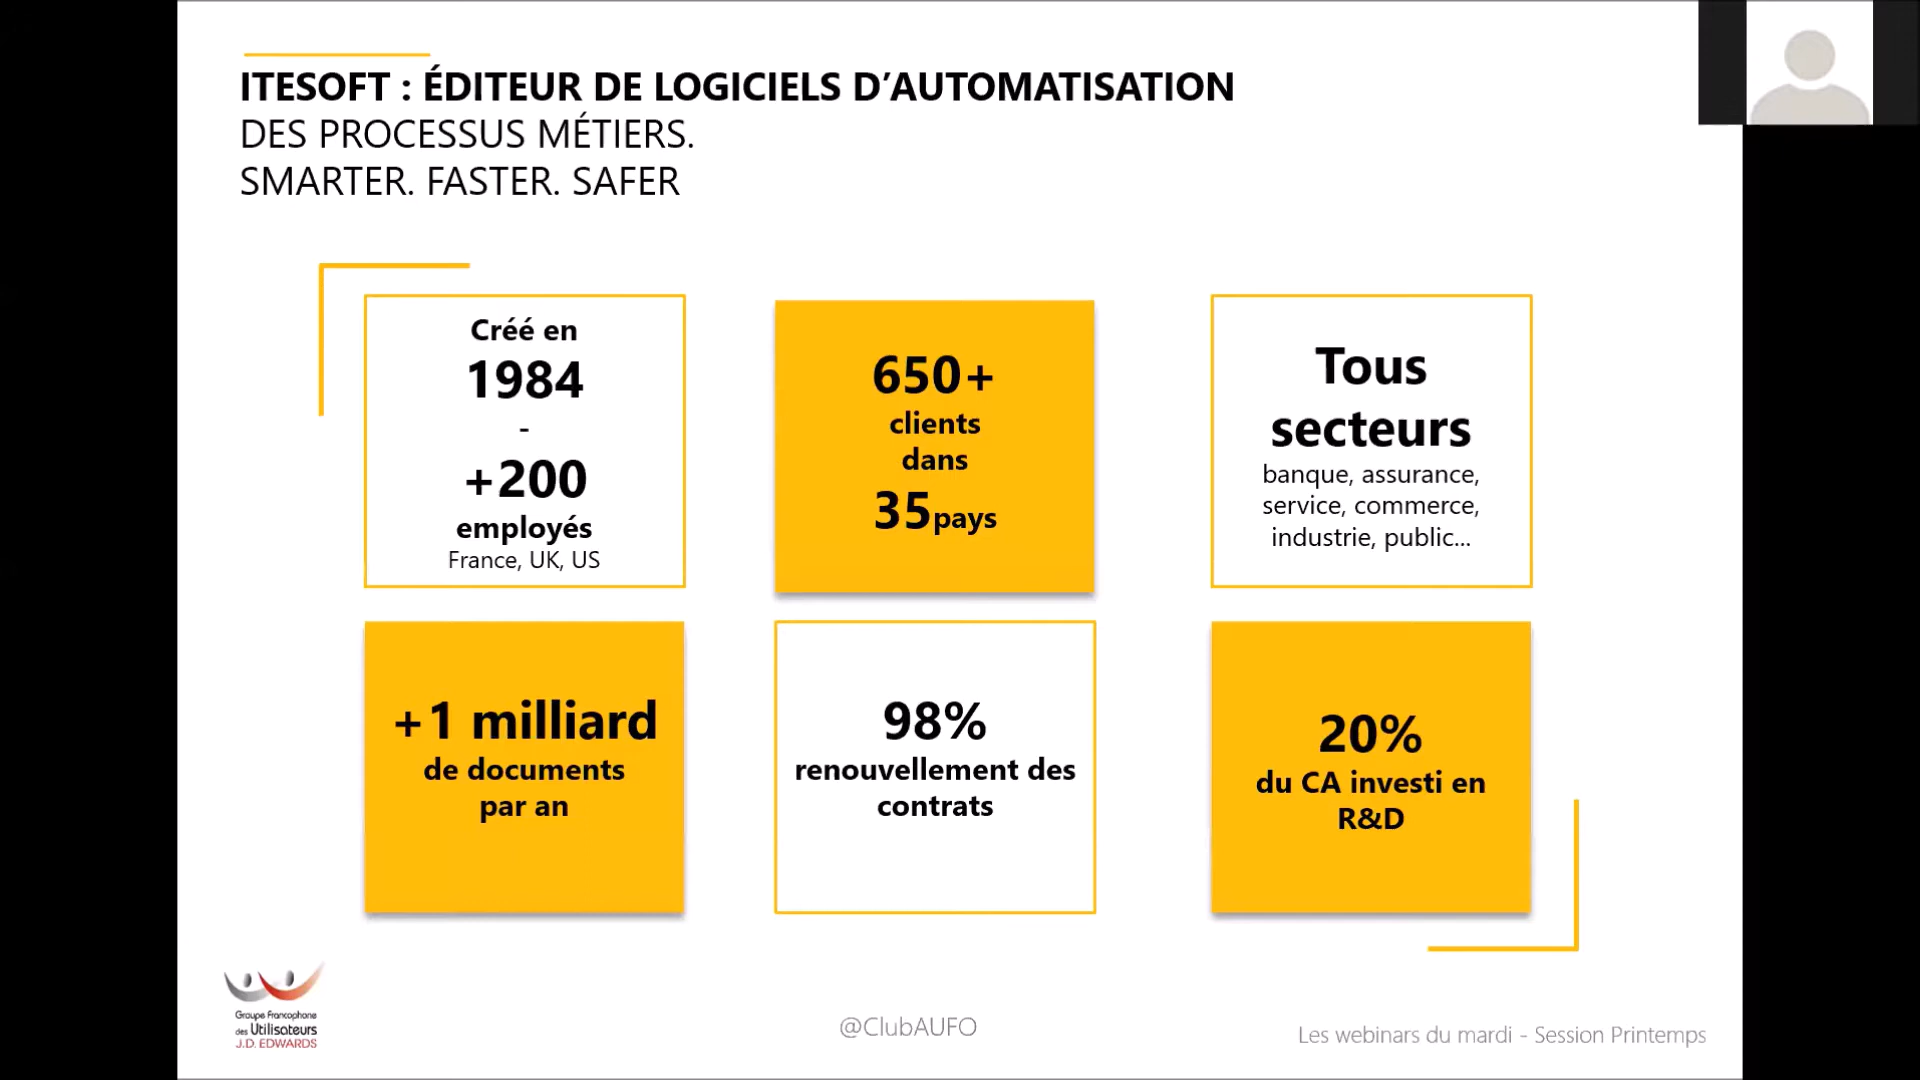 ITESOFT : ÉDITEUR DE LOGICIELS D’AUTOMATISATION
DES PROCESSUS MÉTIERS.
SMARTER. FASTER. SAFER
Créé en
1984
-
+200
employés
France, UK, US
650+
clients
dans
35pays
Tous
secteurs
banque, assurance,
service, commerce,
industrie, public...
+1 milliard
de documents
par an
98%
renouvellement des
contrats
20%
du CA investi en
R&D
Groupe Francophone
des Utilisateurs
J.D. EDWARDS
@ClubAUFO
Les webinars du mardi - Session Printemps